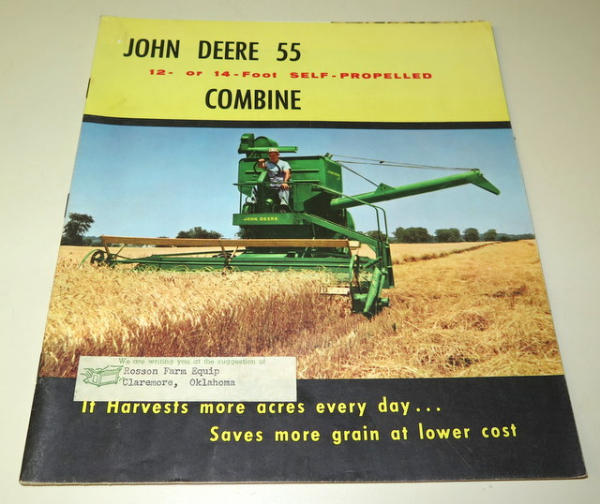 JOHN DEERE 55
12- or 14-Foot SELF-PROPELLED
COMBINE
JOHN DEERE
We are writing you at the suggestion of
Rosson Farm Equip
Claremore, Oklahoma
It Harvests more acres every day...
Saves more grain at lower cost